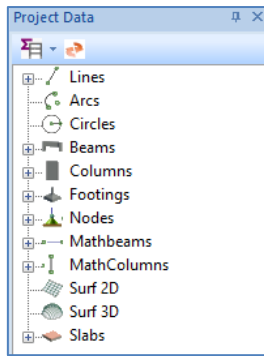 Project Data
Lines
Arcs
Circles
Beams
Columns
Footings
Nodes
Mathbeams
MathColumns
Surf 2D
Surf 3D
Slabs